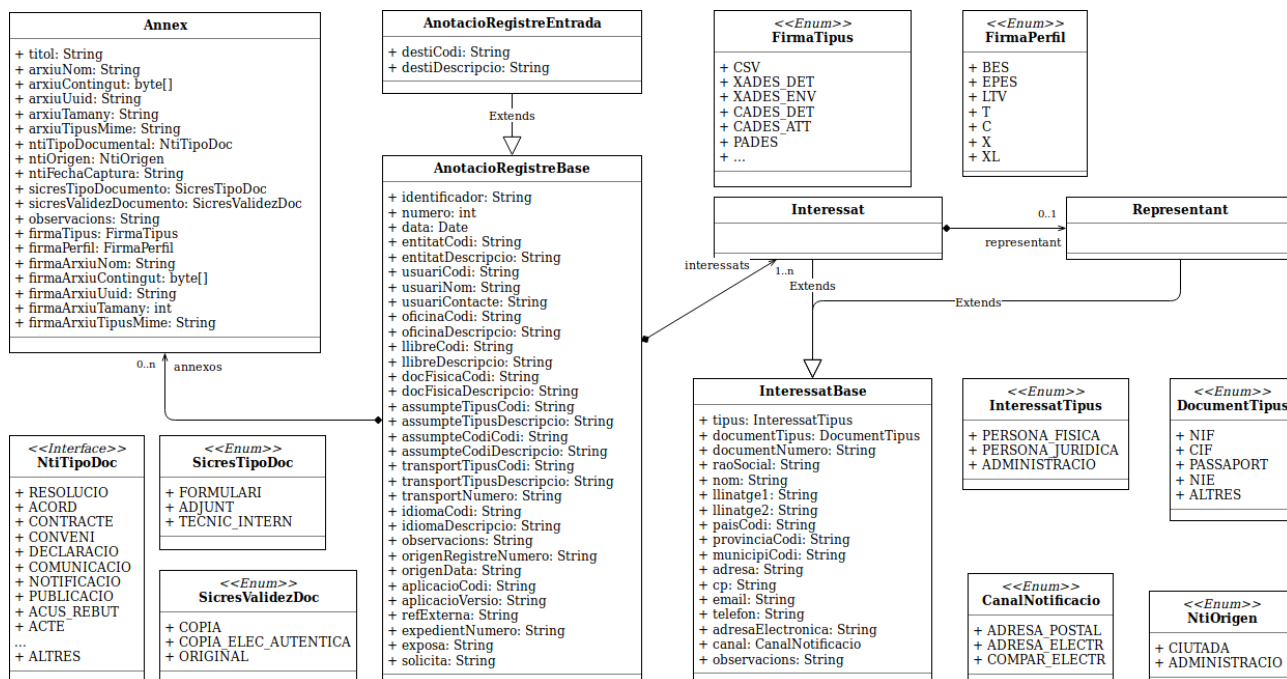 Annex
+ titol: String
+ arxiuNom: String
+ arxiuContingut: byte[]
+ arxiuUuid: String
+ arxiuTamany: String
+ arxiuTipusMime: String
+ ntiTipoDocumental: NtiTipoDoc
+ ntiOrigen: NtiOrigen
+ ntiFechaCaptura: String
+ sicresTipoDocumento: SicresTipoDoc
+ sicresValidezDocumento: SicresValidezDoc
+ observacions: String
+ firmaTipus: FirmaTipus
+ firmaPerfil: FirmaPerfil
+ firmaArxiuNom: String
+ firmaArxiuContingut: byte[]
+ firmaArxiuUuid: String
+ firmaArxiuTamany: int
+ firmaArxiuTipusMime: String
0..n
annexos
AnotacioRegistreEntrada
+ destiCodi: String
+ destiDescripcio: String
Extends
AnotacioRegistreBase
+ identificador: String
+ numero: int
+ data: Date
+ entitatCodi: String
+ entitatDescripcio: String
+ usuariCodi: String
+ usuariNom: String
+ usuariContacte: String
+ oficinaCodi: String
+ oficinaDescripcio: String
+ llibreCodi: String
+ llibreDescripcio: String
+ docFisicaCodi: String
+ docFisicaDescripcio: String
+ assumpteTipusCodi: String
+ assumpteTipusDescripcio: String
+ assumpteCodiCodi: String
+ assumpteCodiDescripcio: String
+ transportTipusCodi: String
+ transportTipusDescripcio: String
+ transportNumero: String
+ idiomaCodi: String
+ idiomaDescripcio: String
+ observacions: String
+ origenRegistreNumero: String
+ origenData: String
+ aplicacioCodi: String
+ aplicacioVersio: String
+ refExterna: String
+ expedientNumero: String
+ exposa: String
+ solicita: String
<<Enum>>
FirmaTipus
+ CSV
+ XADES_DET
+ XADES_ENV
+ CADES_DET
+ CADES_ATT
+ PADES
+ ...
<<Enum>>
FirmaPerfil
+ BES
+ EPES
+ LTV
+ T
+ C
+ X
+ XL
Interessat
0..1
representant
Representant
interessats
1..n
Extends
Extends
InteressatBase
+ tipus: InteressatTipus
+ documentTipus: DocumentTipus
+ documentNumero: String
+ raoSocial: String
+ nom: String
+ llinatge1: String
+ llinatge2: String
+ paisCodi: String
+ provinciaCodi: String
+ municipiCodi: String
+ adresa: String
+ cp: String
+ email: String
+ telefon: String
+ adresaElectronica: String
+ canal: CanalNotificacio
+ observacions: String
<<Enum>>
InteressatTipus
+ PERSONA_FISICA
+ PERSONA_JURIDICA
+ ADMINISTRACIO
<<Enum>>
DocumentTipus
+ NIF
+ CIF
+ PASSAPORT
+ NIE
+ ALTRES
<<Interface>>
NtiTipoDoc
+ RESOLUCIO
+ ACORD
+ CONTRACTE
+ CONVENI
+ DECLARACIO
+ COMUNICACIO
+ NOTIFICACIO
+ PUBLICACIO
+ ACUS_REBUT
+ ACTE
...
+ ALTRES
<<Enum>>
SicresTipoDoc
+ FORMULARI
+ ADJUNT
+ TECNIC_INTERN
<<Enum>>
SicresValidezDoc
+ COPIA
+ COPIA_ELEC_AUTENTICA
+ ORIGIÑAL
<<Enum>>
CanalNotificacio
+ ADRESA_POSTAL
+ ADRESA_ELECTR
+ COMPAR_ELECTR
<<Enum>>
NtiOrigen
+ CIUTADA
+ ADMINISTRACIO